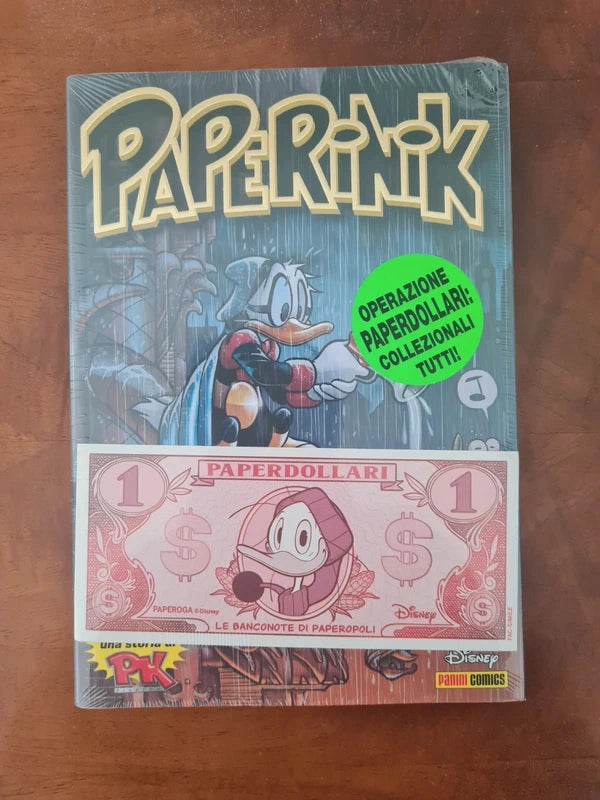 PAPERINIK
OPERAZIONE
PAPERDOLLARI:
COLLEZIONALI
TUTTI!
1 PAPERDOLLARI 1
$ $
$ $
PAPEROGA ©Disney
Disney
LE BANCONOTE DI PAPEROPOLI
FAC-SIMILE
una storia di
PK
Disney
PANINI COMICS